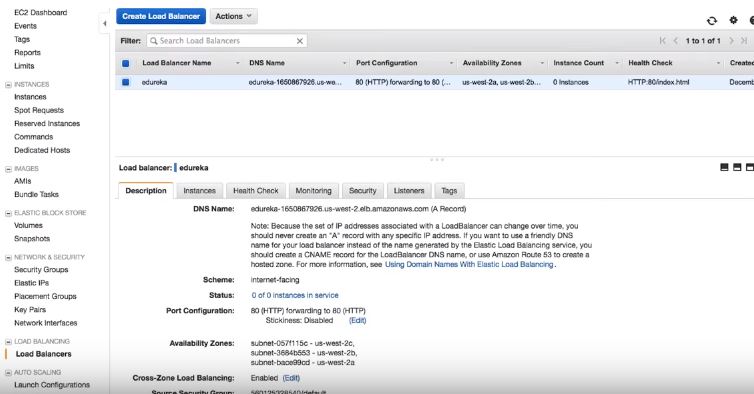 EC2 Dashboard
Events
Tags
Reports
Limits
INSTANCES
Instances
Spot Requests
Reserved Instances
Commands
Dedicated Hosts
IMAGES
AMIs
Bundle Tasks
ELASTIC BLOCK STORE
Volumes
Snapshots
NETWORK & SECURITY
Security Groups
Elastic IPs
Placement Groups
Key Pairs
Network Interfaces
LOAD BALANCING
Load Balancers
AUTO SCALING
Launch Configurations
Create Load Balancer Actions
Filter: Search Load Balancers X 1 to 1 of 1
Load Balancer Name DNS Name Port Configuration Availability Zones Instance Count Health Check Created
edureka edureka-1650867926.us-we... 80 (HTTP) forwarding to 80 (... us-west-2a, us-west-2b... 0 Instances HTTP:80/index.html Decemb
Load balancer: edureka
Description Instances Health Check Monitoring Security Listeners Tags
DNS Name: edureka-1650867926.us-west-2.elb.amazonaws.com (A Record)
Note: Because the set of IP addresses associated with a LoadBalancer can change over time, you
should never create an "A" record with any specific IP address. If you want to use a friendly DNS
name for your load balancer instead of the name generated by the Elastic Load Balancing service, you
should create a CNAME record for the LoadBalancer DNS name, or use Amazon Route 53 to create a
hosted zone. For more information, see Using Domain Names With Elastic Load Balancing.
Scheme: internet-facing
Status: 0 of 0 instances in service
Port Configuration: 80 (HTTP) forwarding to 80 (HTTP)
Stickiness: Disabled (Edit)
Availability Zones: subnet-057f115c - us-west-2c,
subnet-3684b553 - us-west-2b,
subnet-bace99cd - us-west-2a
Cross-Zone Load Balancing: Enabled (Edit)
Source Security Group: